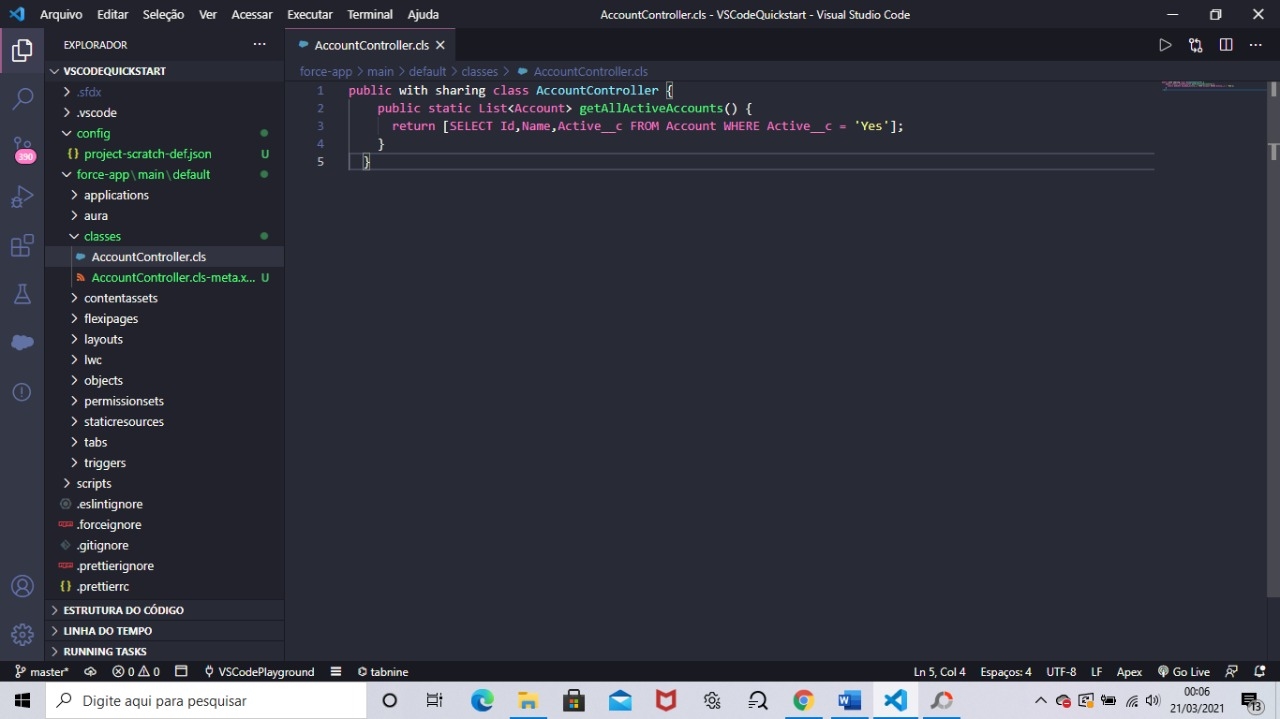 Arquivo Editar Seleção Ver Acessar Executar Terminal Ajuda
AccountController.cls - VSCodeQuickstart - Visual Studio Code
EXPLORADOR
VSCODEQUICKSTART
.sfdx
.vscode
config
{} project-scratch-def.json U
force-app\main\default
applications
aura
classes
AccountController.cls
AccountController.cls-meta.x... U
contentassets
flexipages
layouts
lwc
objects
permissionsets
staticresources
tabs
triggers
scripts
.eslintignore
.forceignore
.gitignore
.prettierignore
{} .prettierrc
ESTRUTURA DO CÓDIGO
LINHA DO TEMPO
RUNNING TASKS
390
AccountController.cls
force-app > main > default > classes > AccountController.cls
1 public with sharing class AccountController {
2 public static List<Account> getAllActiveAccounts() {
3 return [SELECT Id,Name,Active__c FROM Account WHERE Active__c = 'Yes'];
4 }
5 }
master* 0 0 VSCodePlayground tabnine Ln 5, Col 4 Espaços: 4 UTF-8 LF Apex Go Live
Digite aqui para pesquisar
00:06
21/03/2021
13